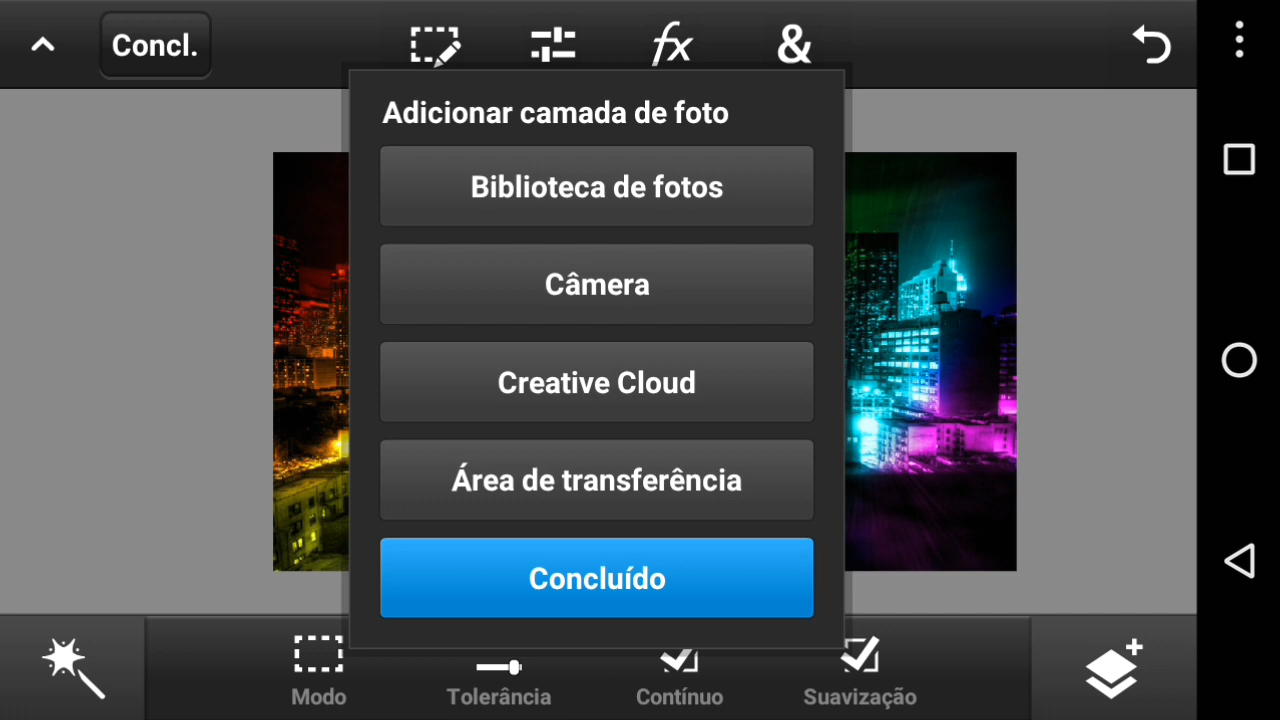 Concl.
fx
&
Adicionar camada de foto
Biblioteca de fotos
Câmera
Creative Cloud
Área de transferência
Concluído
Modo
Tolerância
Contínuo
Suavização